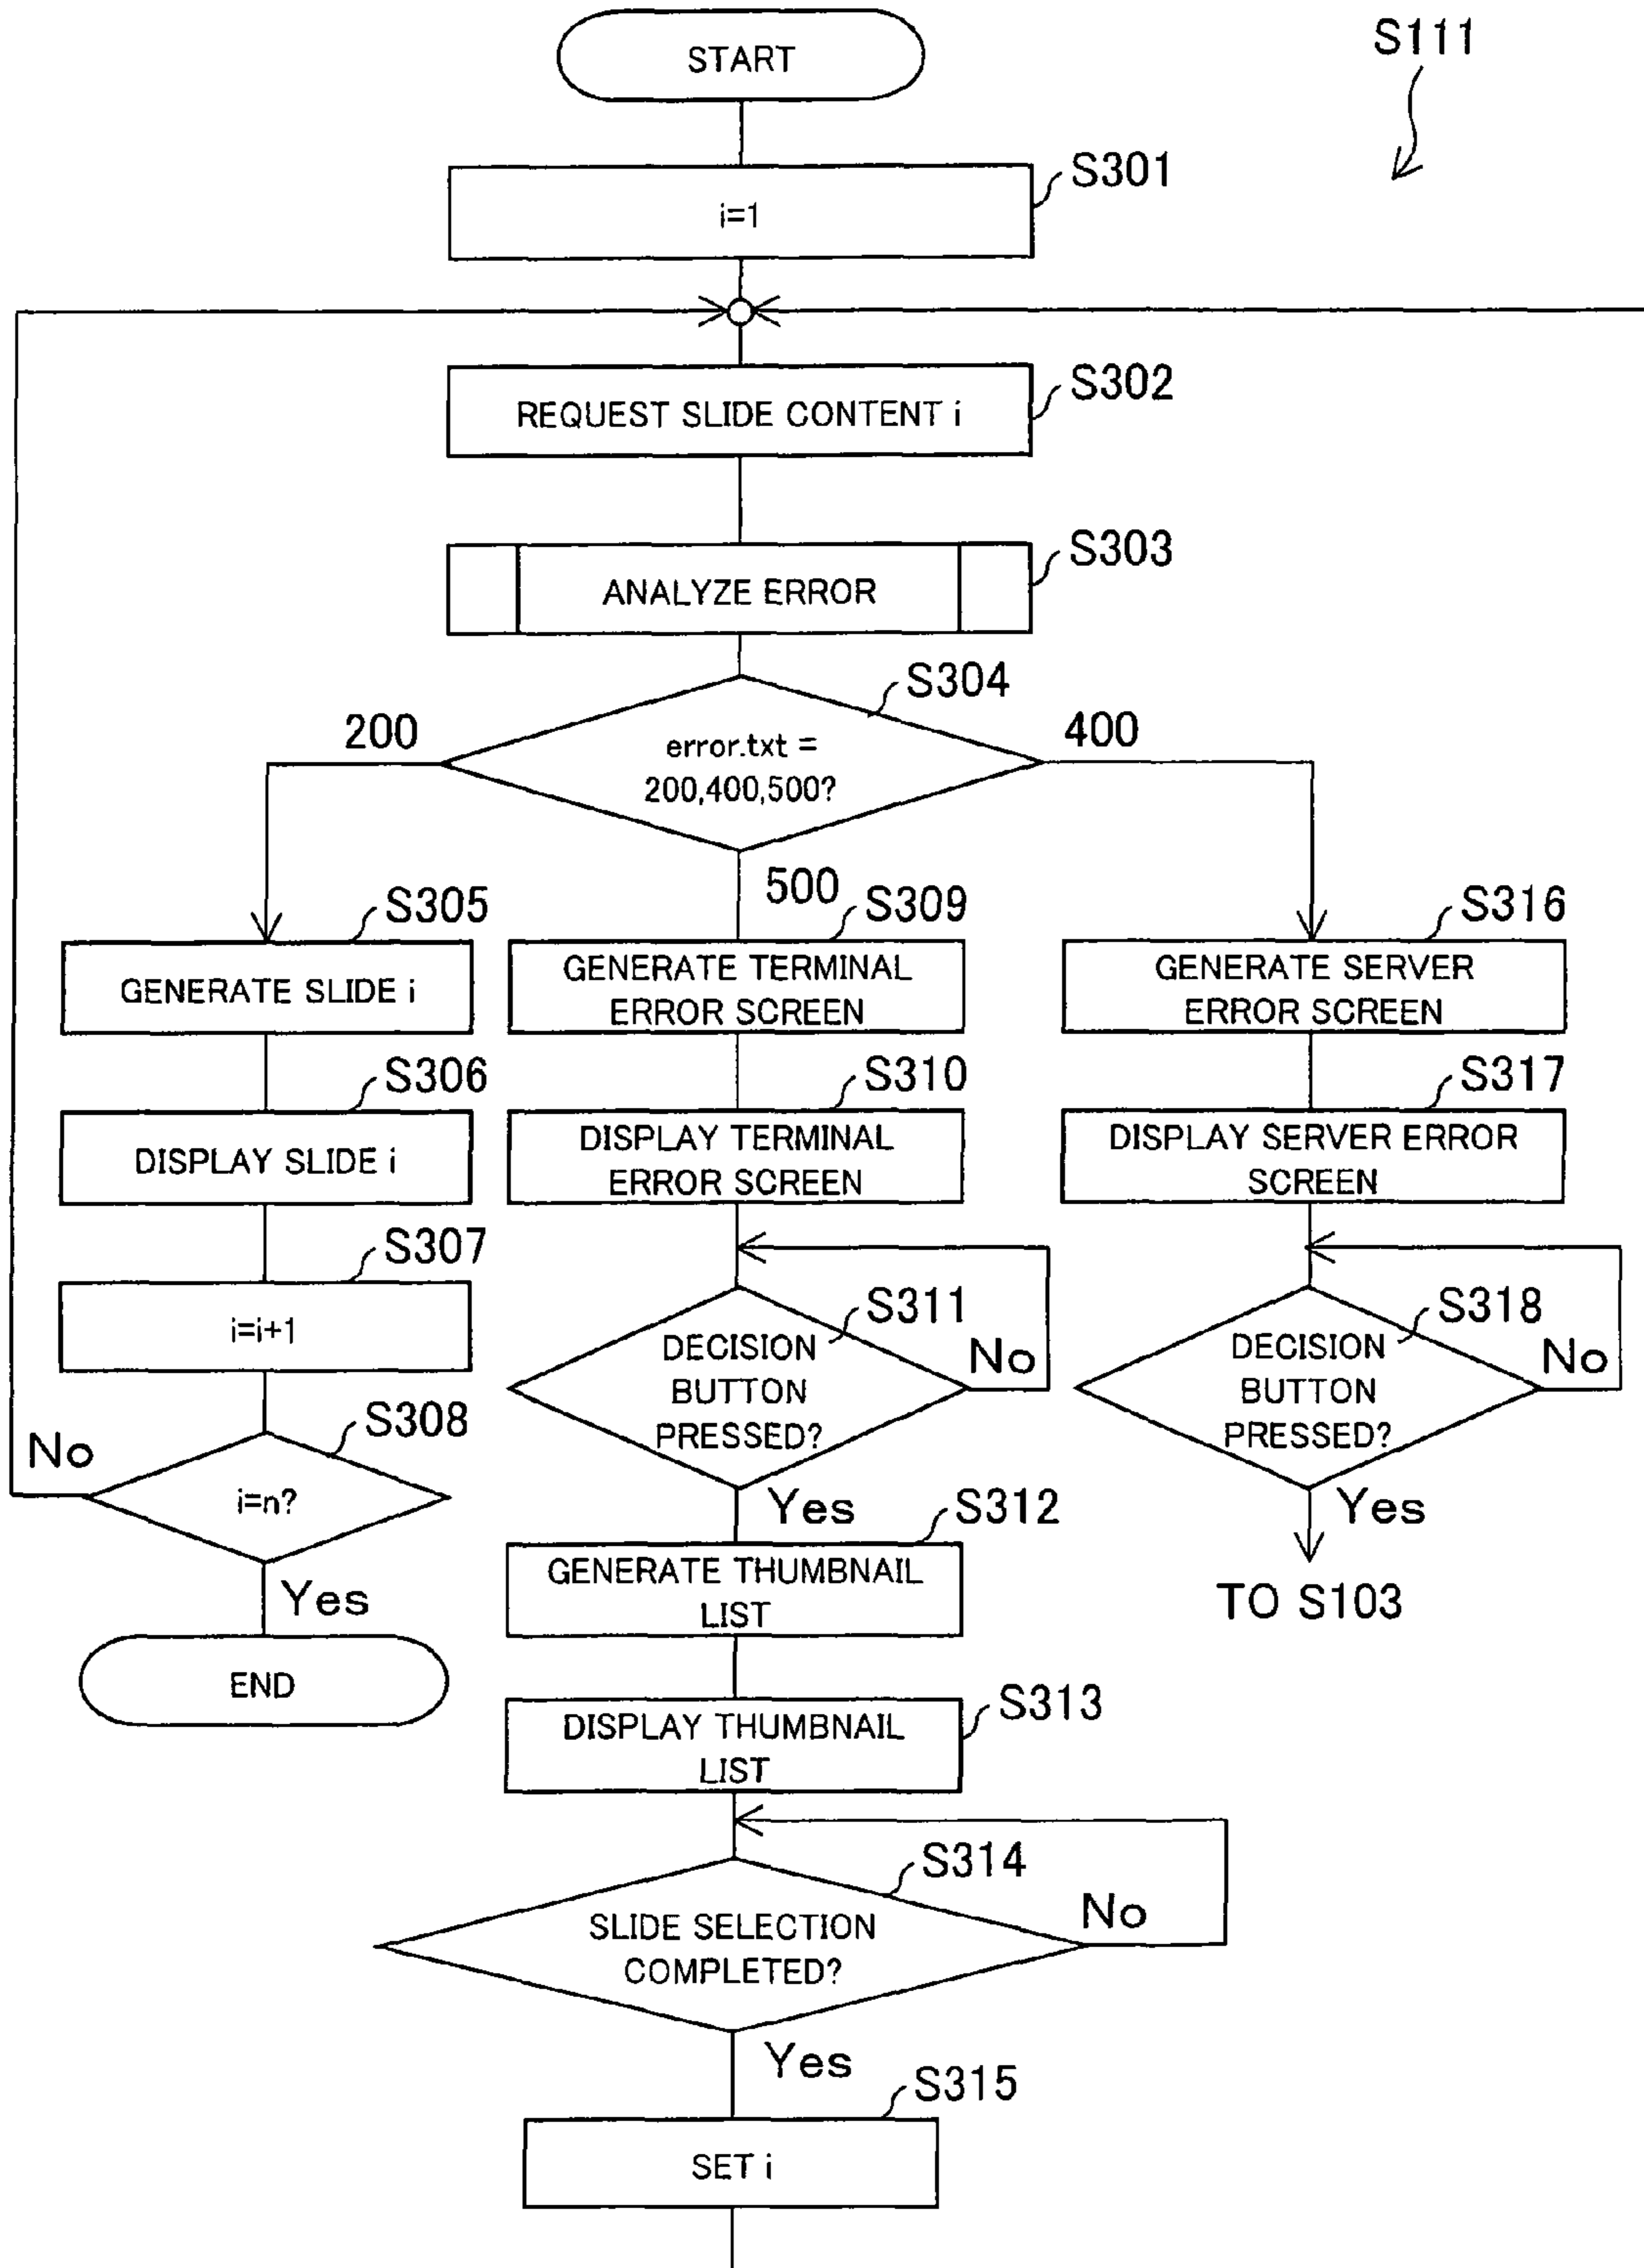 START
S111
S301
i=1
S302
REQUEST SLIDE CONTENT i
S303
ANALYZE ERROR
S304
200
400
error.txt =
200,400,500?
500
S305
GENERATE SLIDE i
S306
DISPLAY SLIDE i
S307
i=i+1
S308
No
i=n?
Yes
END
S309
GENERATE TERMINAL
ERROR SCREEN
S310
DISPLAY TERMINAL
ERROR SCREEN
S311
DECISION
BUTTON
PRESSED?
No
Yes
S312
GENERATE THUMBNAIL
LIST
S313
DISPLAY THUMBNAIL
LIST
S314
SLIDE SELECTION
COMPLETED?
No
Yes
S315
SET i
S316
GENERATE SERVER
ERROR SCREEN
S317
DISPLAY SERVER ERROR
SCREEN
S318
DECISION
BUTTON
PRESSED?
No
Yes
TO S103